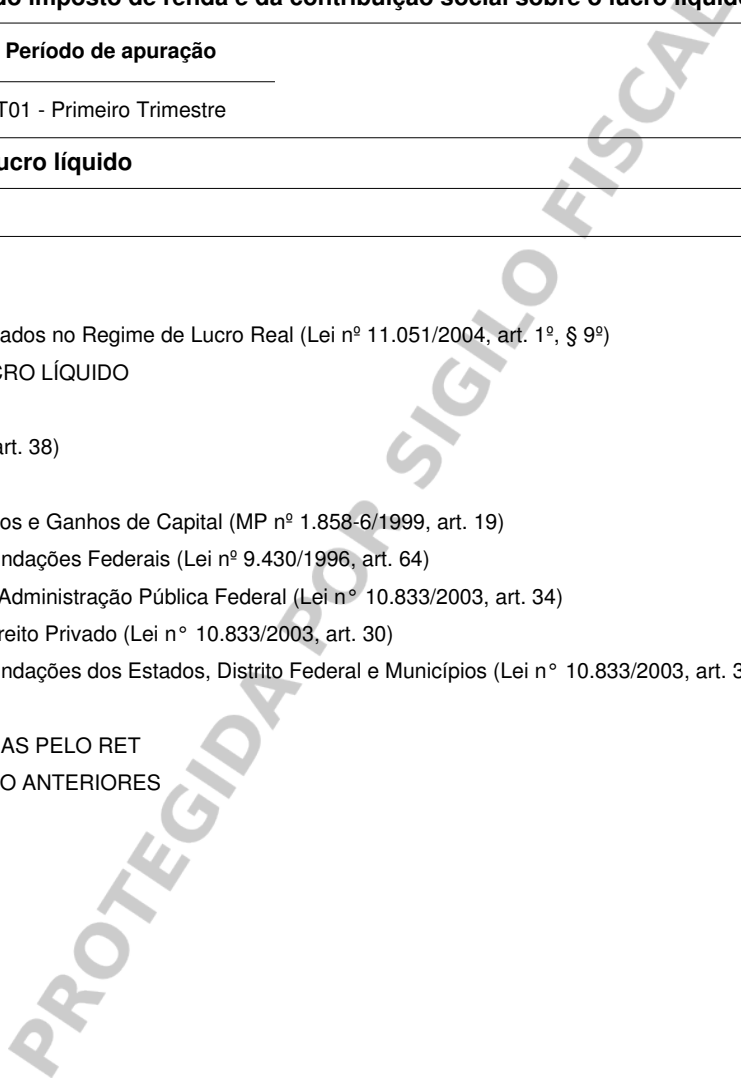 do imposto de renda e da contribuição social sobre o lucro líquido
Período de apuração
T01 - Primeiro Trimestre
ucro líquido
ados no Regime de Lucro Real (Lei nº 11.051/2004, art. 1º, § 9º)
CRO LÍQUIDO
art. 38)
os e Ganhos de Capital (MP nº 1.858-6/1999, art. 19)
ndações Federais (Lei nº 9.430/1996, art. 64)
Administração Pública Federal (Lei n° 10.833/2003, art. 34)
reito Privado (Lei n° 10.833/2003, art. 30)
ndações dos Estados, Distrito Federal e Municípios (Lei n° 10.833/2003, art. 3
AS PELO RET
O ANTERIORES
PROTEGIDA POR SIGILO FISCAL